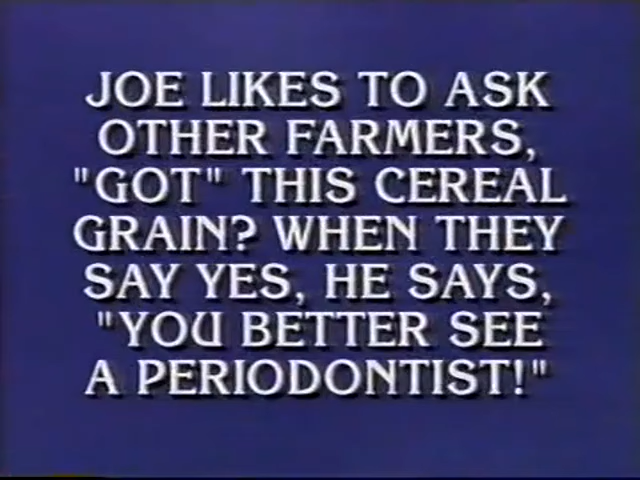 JOE LIKES TO ASK
OTHER FARMERS,
"GOT" THIS CEREAL
GRAIN? WHEN THEY
SAY YES, HE SAYS,
"YOU BETTER SEE
A PERIODONTIST!"